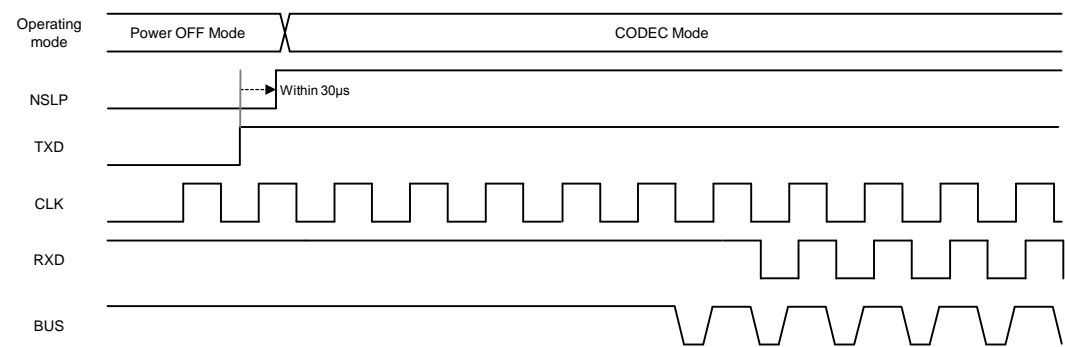 Operating
mode
Power OFF Mode
CODEC Mode
NSLP
Within 30μs
TXD
CLK
RXD
BUS